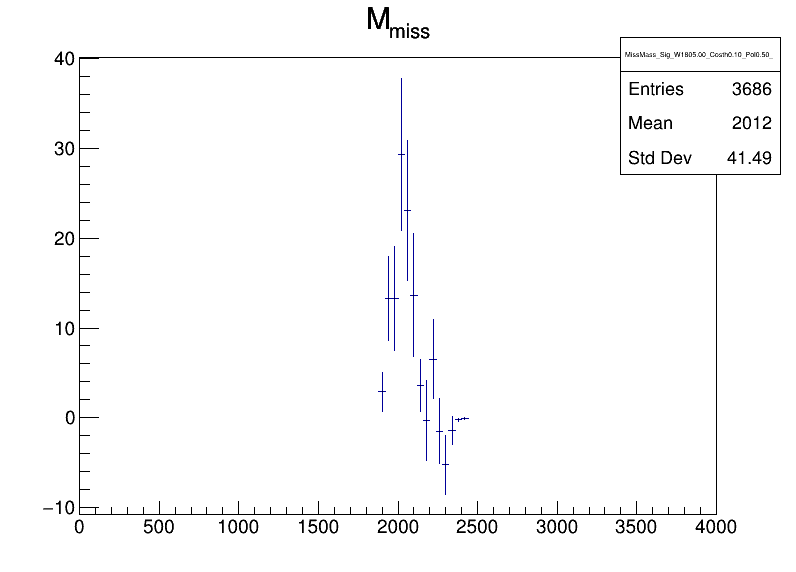 M_miss
MissMass_Sig_W1805.00_Costh0.10_Pol0.50_
Entries 3686
Mean 2012
Std Dev 41.49
40
30
20
10
0
−10
0 500 1000 1500 2000 2500 3000 3500 4000